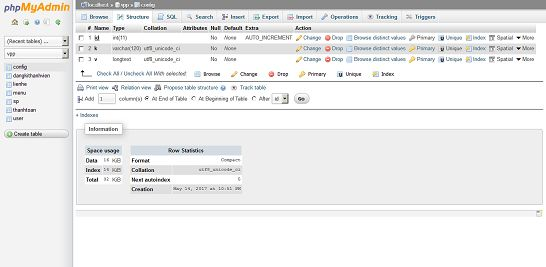 phpMyAdmin
(Recent tables) ...
vpp
config
dangkithanhvien
lienhe
menu
sp
thanhtoan
user
Create table
localhost » vpp » config
Browse Structure SQL Search Insert Export Import Operations Tracking Triggers
# Name Type Collation Attributes Null Default Extra Action
1 id int(11) No None AUTO_INCREMENT Change Drop Browse distinct values Primary Unique Index Spatial More
2 k varchar(120) utf8_unicode_ci No None Change Drop Browse distinct values Primary Unique Index Spatial More
3 v longtext utf8_unicode_ci No None Change Drop Browse distinct values Primary Unique Index Spatial More
Check All / Uncheck All With selected: Browse Change Drop Primary Unique Index
Print view Relation view Propose table structure Track table
Add 1 column(s) At End of Table At Beginning of Table After id Go
+ Indexes
Information
Space usage
Data 16 KiB
Index 16 KiB
Total 32 KiB
Row Statistics
Format Compact
Collation utf8_unicode_ci
Next autoindex
Creation May 14, 2017 at 10:51 PM